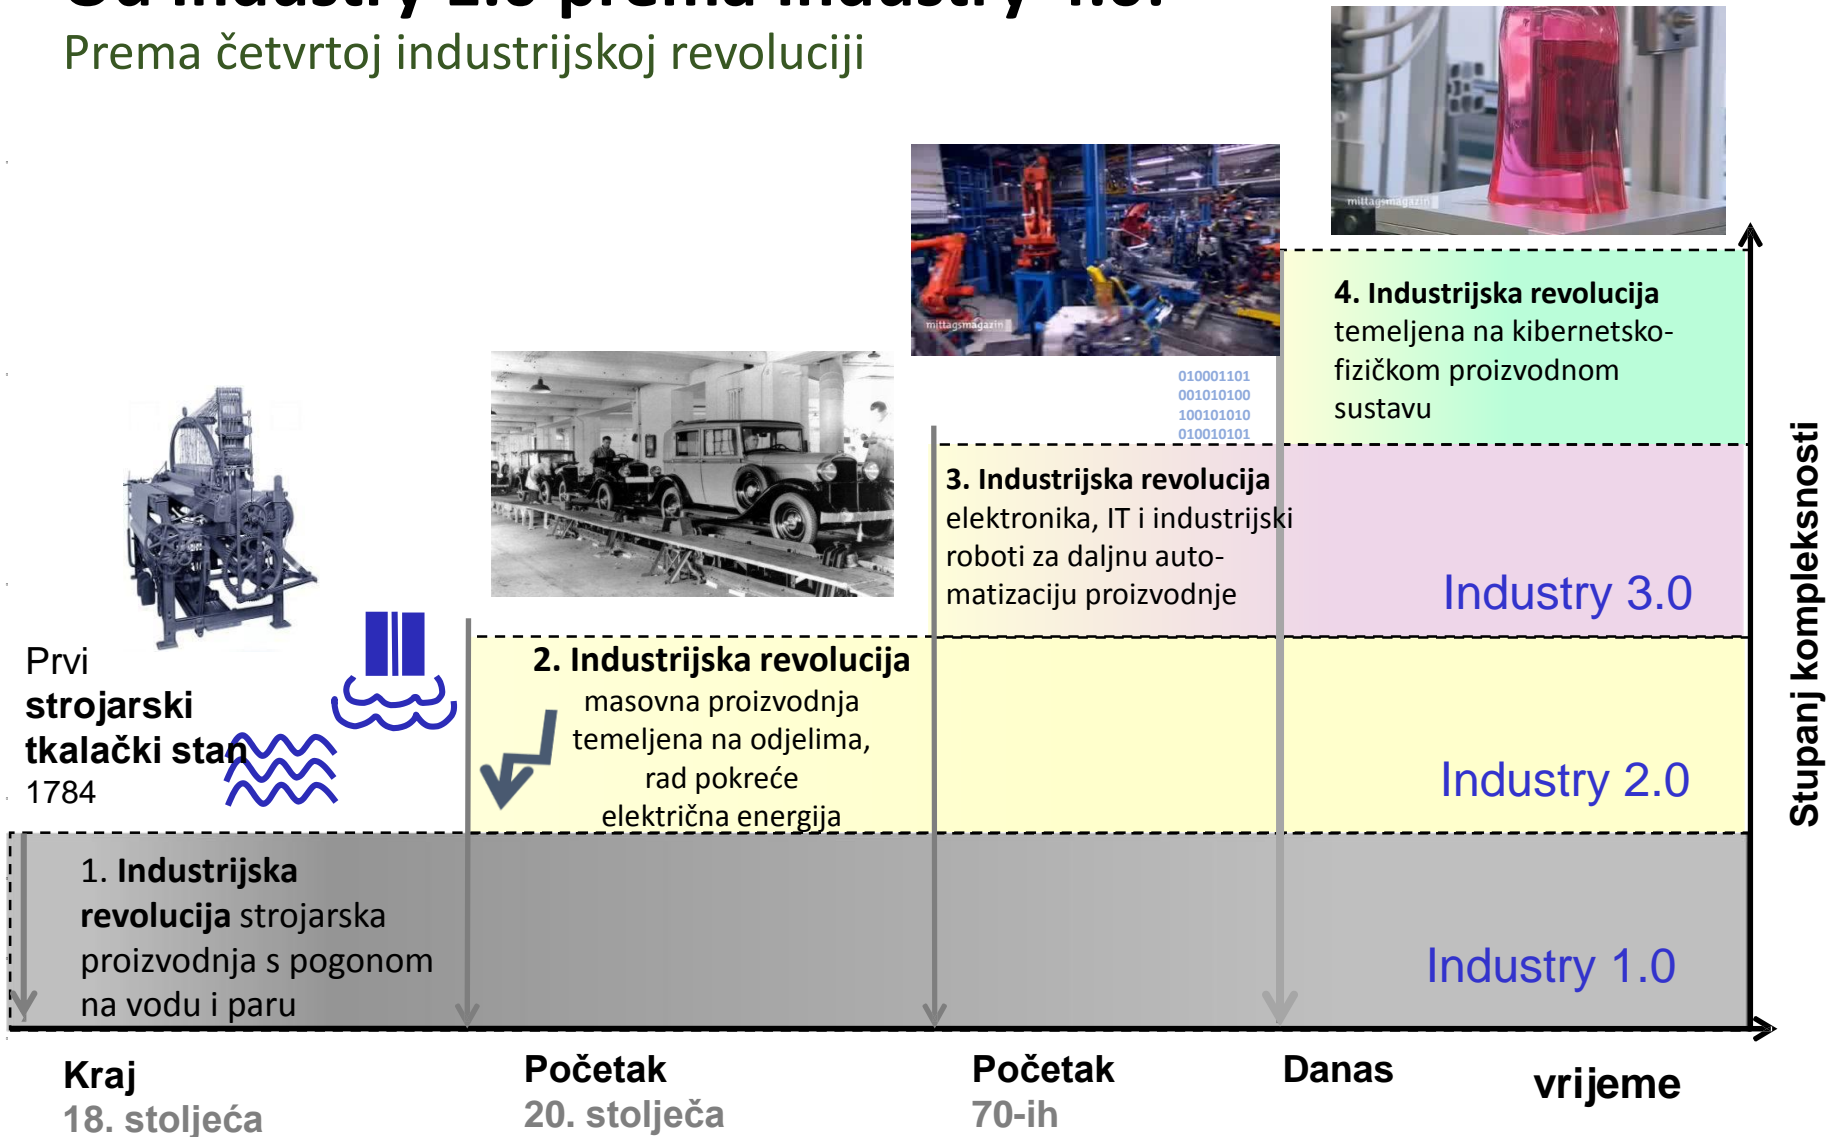 Prema četvrtoj industrijskoj revoluciji
mittagsmagazin
mittagsmagazin
4. Industrijska revolucija
temeljena na kibernetsko-
fizičkom proizvodnom
sustavu
010001101
001010100
100101010
010010101
3. Industrijska revolucija
elektronika, IT i industrijski
roboti za daljnu auto-
matizaciju proizvodnje
Industry 3.0
Stupanj kompleksnosti
Prvi
strojarski
tkalački stan
1784
2. Industrijska revolucija
masovna proizvodnja
temeljena na odjelima,
rad pokreće
električna energija
Industry 2.0
1. Industrijska
revolucija strojarska
proizvodnja s pogonom
na vodu i paru
Industry 1.0
Kraj
18. stoljeća
Početak
20. stolječa
Početak
70-ih
Danas
vrijeme